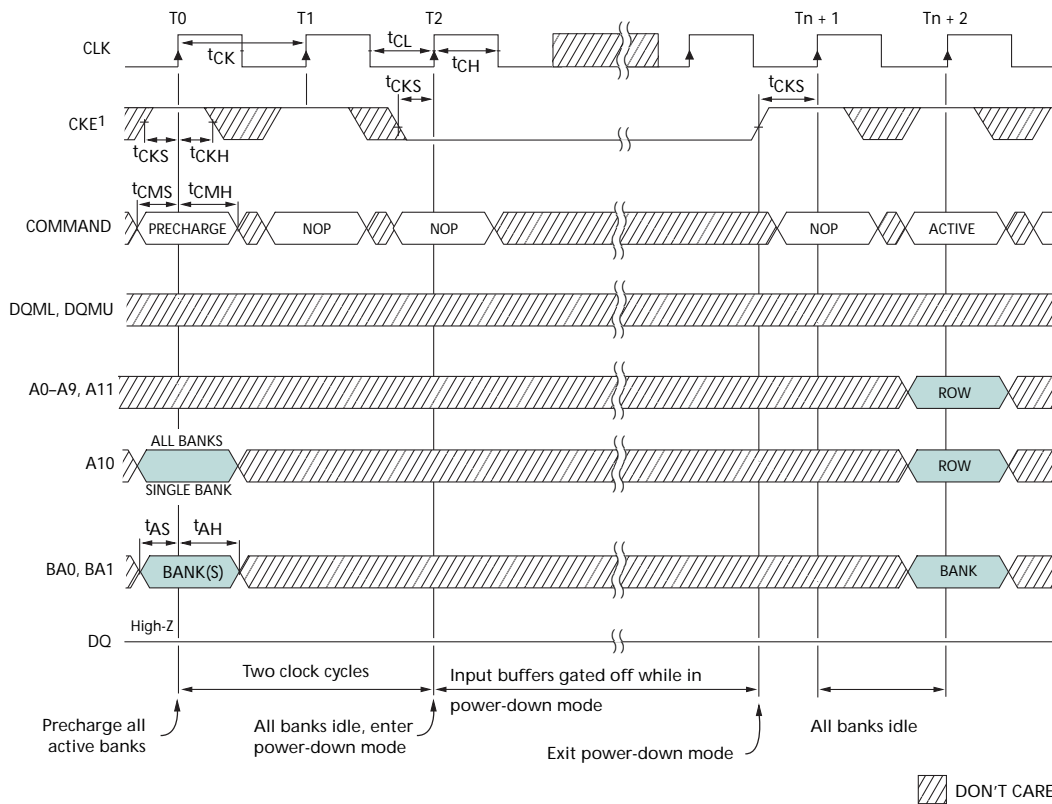 T0 T1 T2 Tn + 1 Tn + 2
CLK
tCK tCL tCH
tCKS tCKS
CKE1
tCKS tCKH
tCMS tCMH
COMMAND PRECHARGE NOP NOP NOP ACTIVE
DQML, DQMU
A0–A9, A11 ROW
ALL BANKS
A10 ROW
SINGLE BANK
tAS tAH
BA0, BA1 BANK(S) BANK
High-Z
DQ
Two clock cycles
Input buffers gated off while in
power-down mode
Precharge all
active banks
All banks idle, enter
power-down mode
Exit power-down mode
All banks idle
DON'T CARE